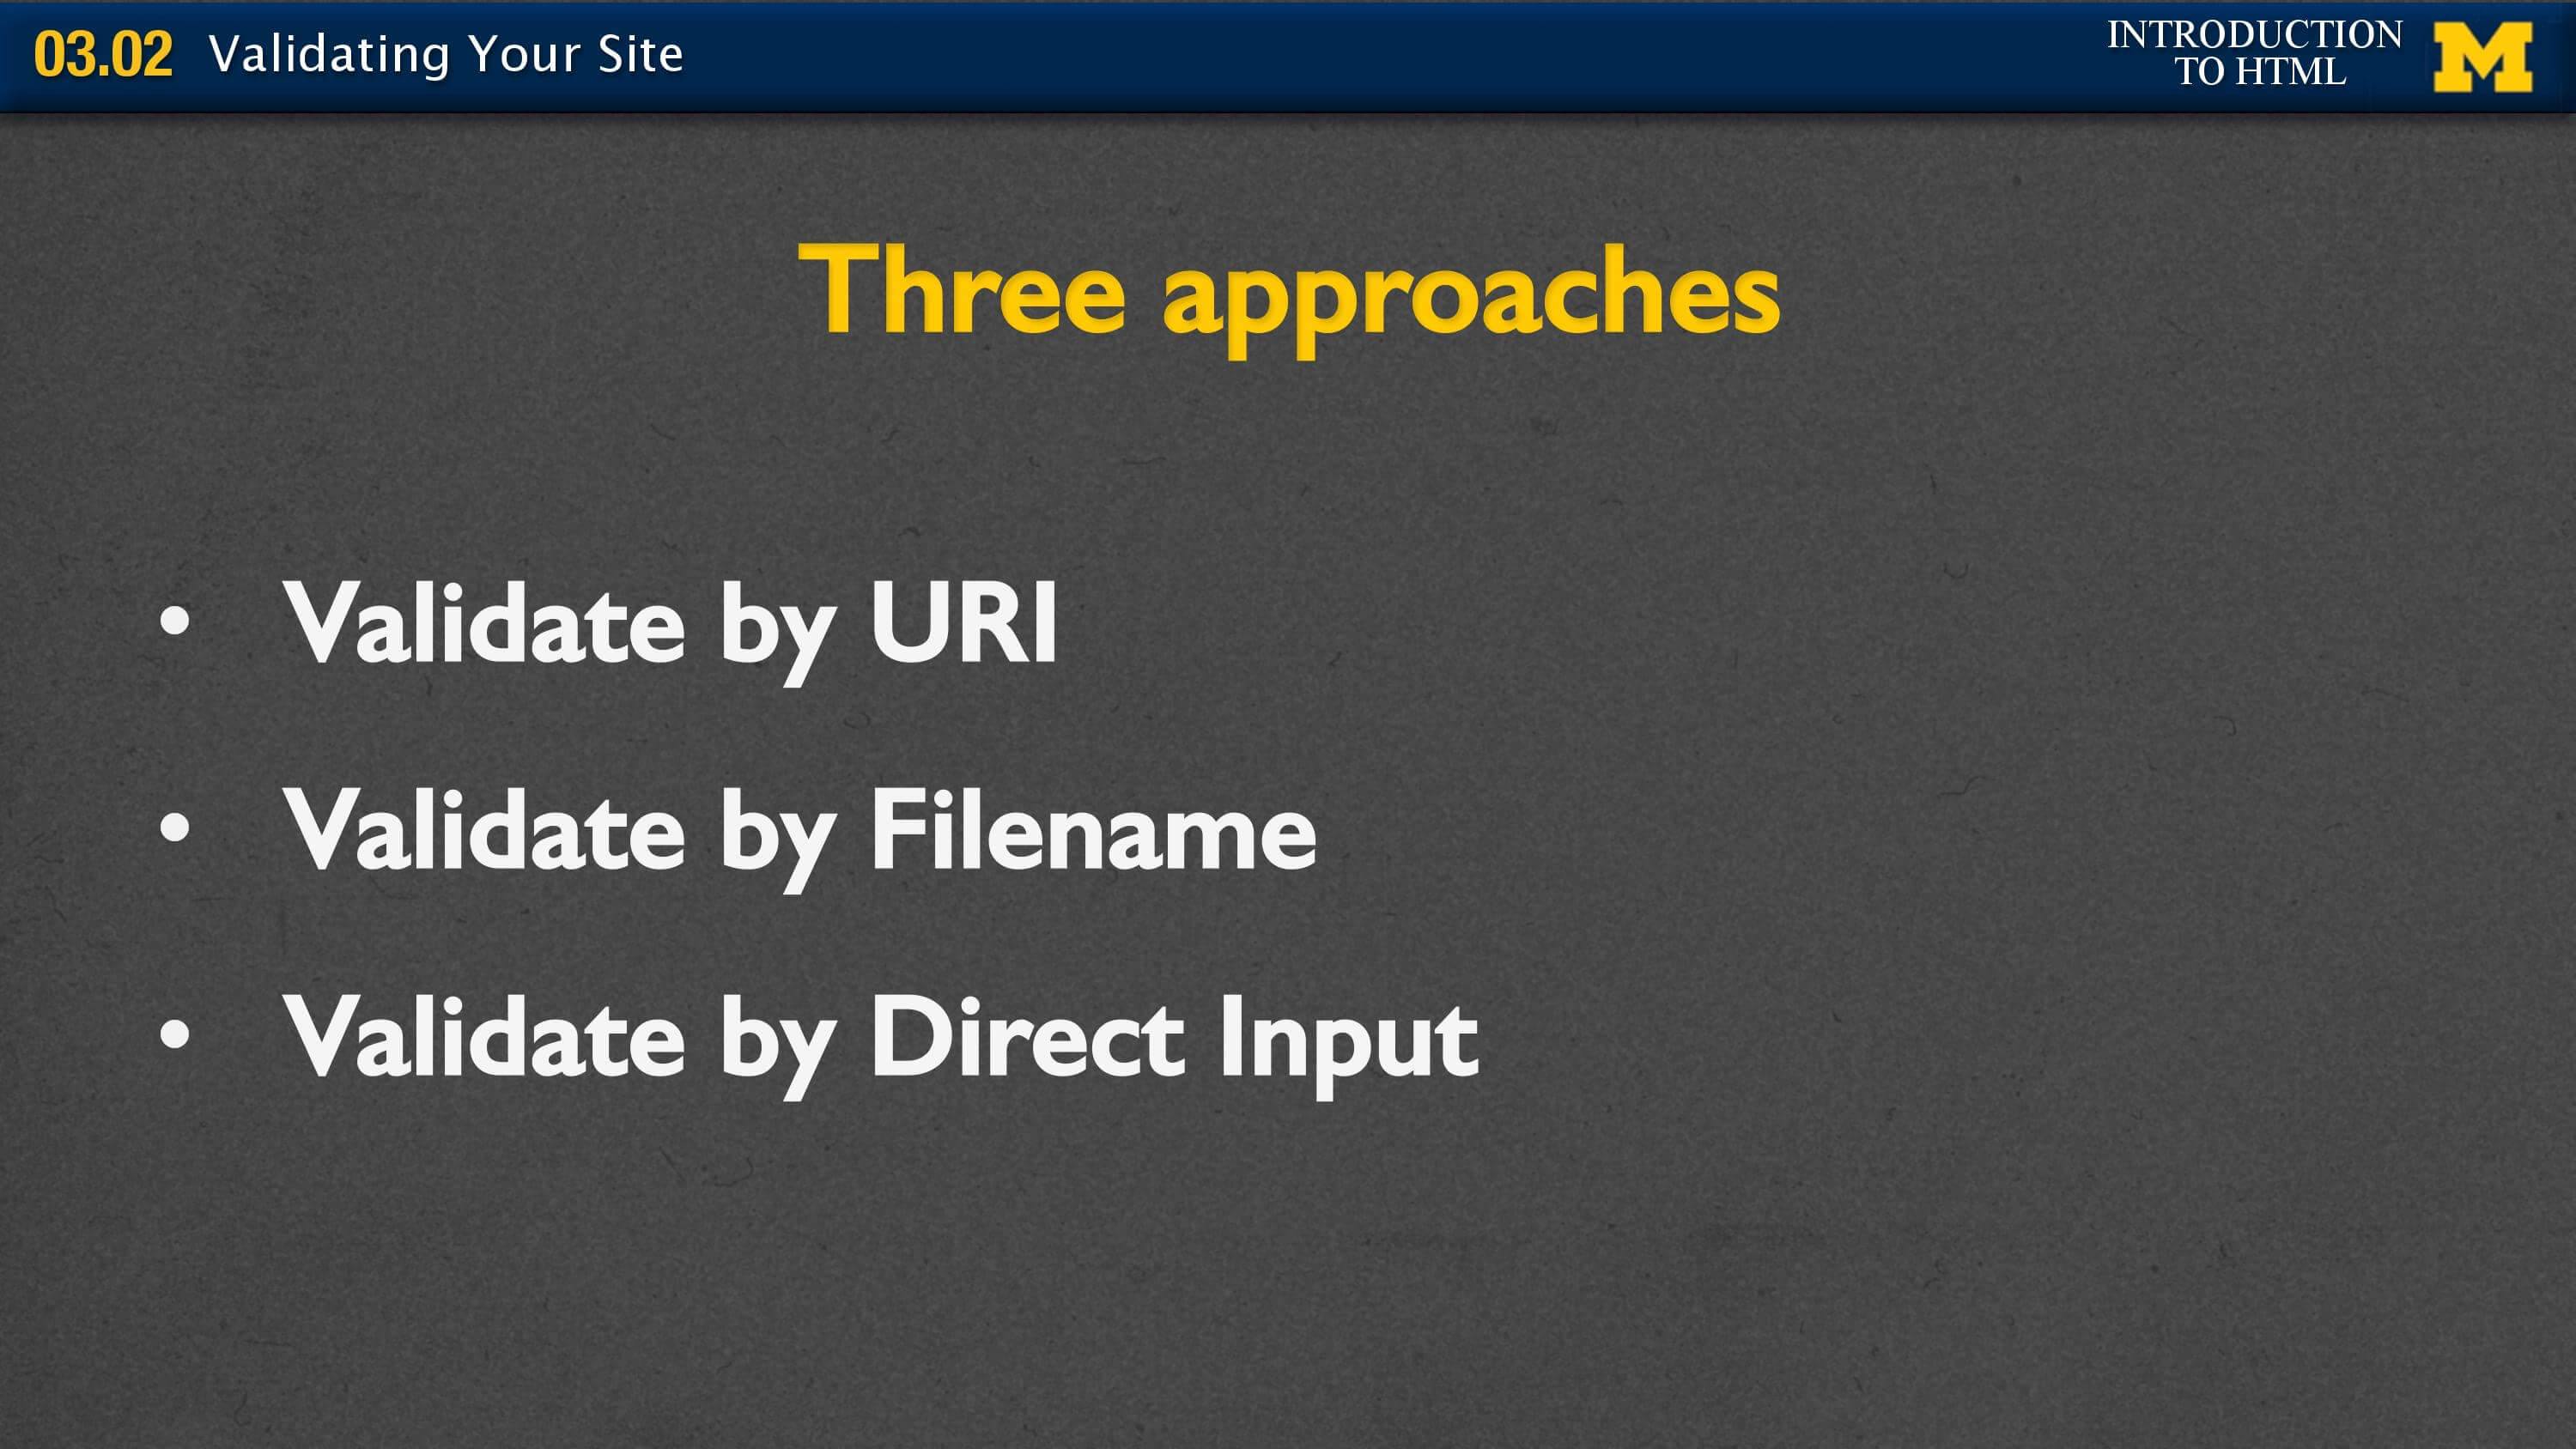 03.02 Validating Your Site
INTRODUCTION
TO HTML
M
Three approaches
• Validate by URI
• Validate by Filename
• Validate by Direct Input